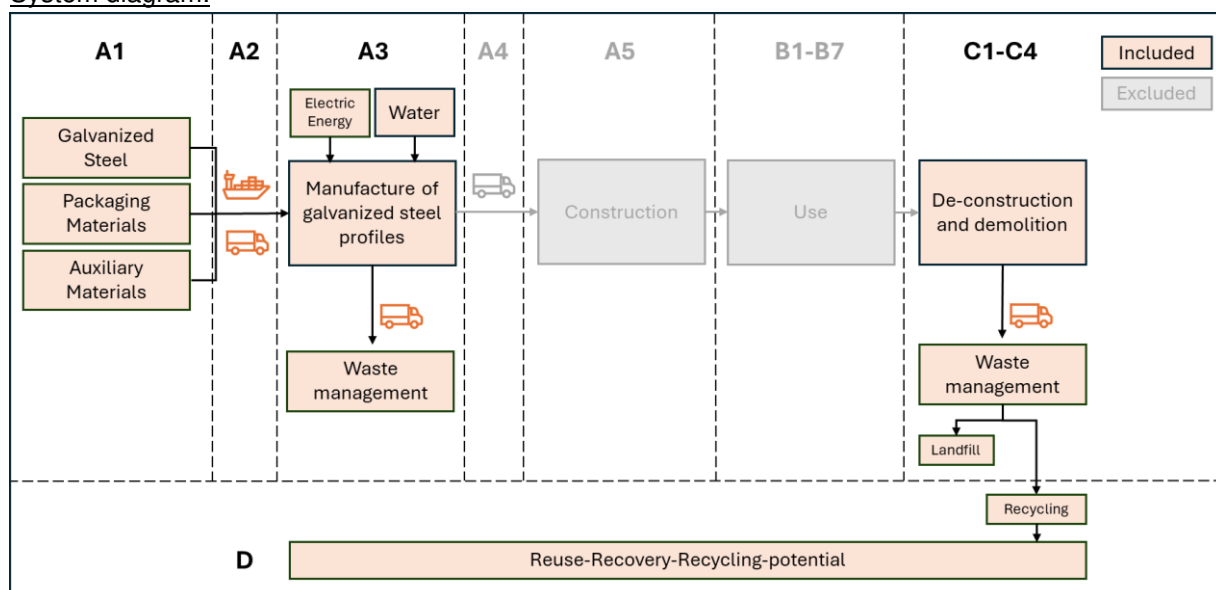 System diagram:
A1
A2
A3
A4
A5
B1-B7
C1-C4
Included
Excluded
Galvanized
Steel
Packaging
Materials
Auxiliary
Materials
Electric
Energy
Water
Manufacture of
galvanized steel
profiles
Waste
management
Construction
Use
De-construction
and demolition
Waste
management
Landfill
Recycling
D
Reuse-Recovery-Recycling-potential